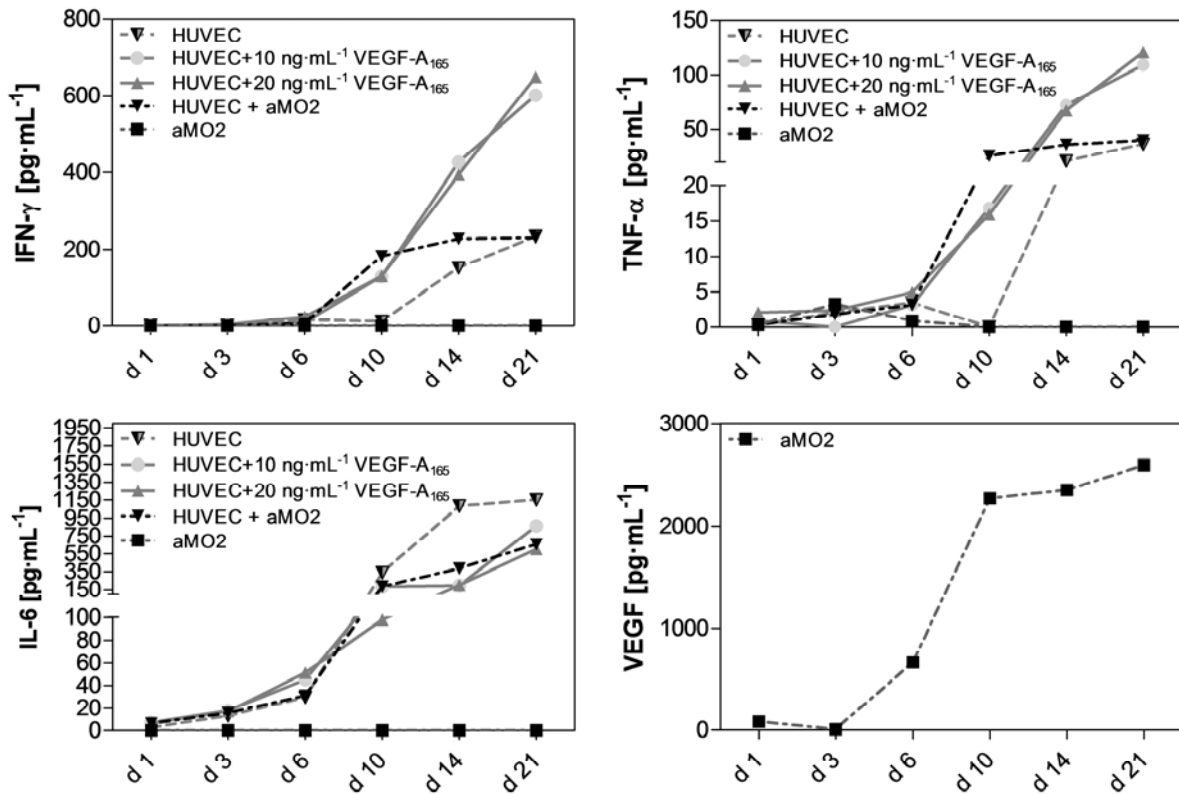 IFN-γ [pg·mL⁻¹]
800
600
400
200
0
HUVEC
HUVEC+10 ng·mL⁻¹ VEGF-A₁₆₅
HUVEC+20 ng·mL⁻¹ VEGF-A₁₆₅
HUVEC + aMO2
aMO2
d 1
d 3
d 6
d 10
d 14
d 21
TNF-α [pg·mL⁻¹]
150
125
100
75
50
25
20
15
10
5
0
HUVEC
HUVEC+10 ng·mL⁻¹ VEGF-A₁₆₅
HUVEC+20 ng·mL⁻¹ VEGF-A₁₆₅
HUVEC + aMO2
aMO2
d 1
d 3
d 6
d 10
d 14
d 21
IL-6 [pg·mL⁻¹]
1950
1750
1550
1350
1150
950
750
550
350
150
100
80
60
40
20
0
HUVEC
HUVEC+10 ng·mL⁻¹ VEGF-A₁₆₅
HUVEC+20 ng·mL⁻¹ VEGF-A₁₆₅
HUVEC + aMO2
aMO2
d 1
d 3
d 6
d 10
d 14
d 21
VEGF [pg·mL⁻¹]
3000
2000
1000
0
aMO2
d 1
d 3
d 6
d 10
d 14
d 21